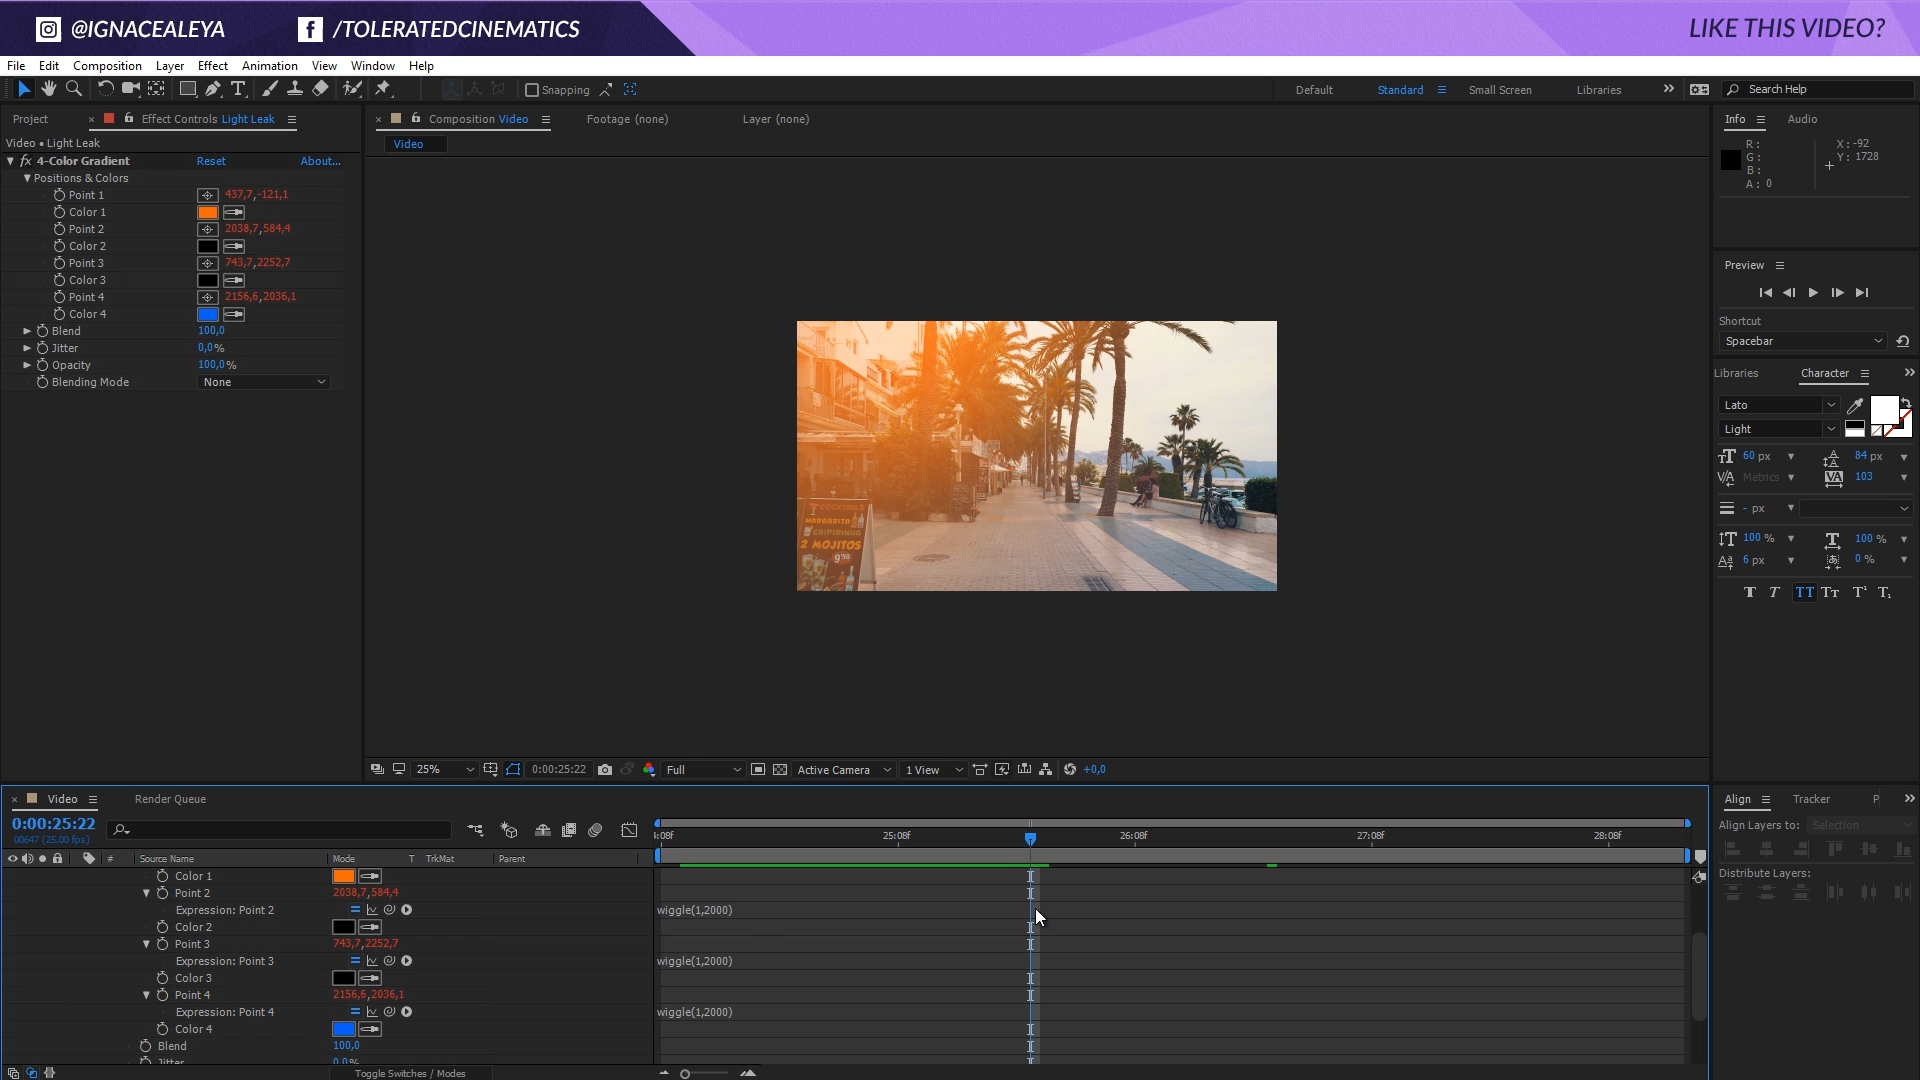 @IGNACEALEYA
/TOLERATEDCINEMATICS
LIKE THIS VIDEO?
File Edit Composition Layer Effect Animation View Window Help
Snapping
Default Standard Small Screen Libraries Search Help
Project Effect Controls Light Leak
Composition Video Footage (none) Layer (none)
Info Audio
Video • Light Leak
Video
R:
G:
B:
A: 0
X: -92
Y: 1728
fx 4-Color Gradient Reset About...
Positions & Colors
Point 1 437,7,-121,1
Color 1
Point 2 2038,7,584,4
Color 2
Point 3 743,7,2252,7
Color 3
Point 4 2156,6,2036,1
Color 4
Blend 100,0
Jitter 0,0%
Opacity 100,0%
Blending Mode None
COCKTAILS
MARGARITA
CAIPIRINHA
2 MOJITOS
9'50
Preview
Shortcut
Spacebar
Libraries Character
Lato
Light
60 px 84 px
Metrics 103
- px
100 % 100 %
6 px 0 %
T T TT Tт T¹ T₁
25% 0:00:25:22 Full Active Camera 1 View +0,0
Video Render Queue
0:00:25:22
00647 (25.00 fps)
:08f 25:08f 26:08f 27:08f 28:08f
# Source Name Mode T TrkMat Parent
Color 1
Point 2 2038,7,584,4
Expression: Point 2 wiggle(1,2000)
Color 2
Point 3 743,7,2252,7
Expression: Point 3 wiggle(1,2000)
Color 3
Point 4 2156,6,2036,1
Expression: Point 4 wiggle(1,2000)
Color 4
Blend 100,0
Jitter 0,0%
Toggle Switches / Modes
Align Tracker P
Align Layers to: Selection
Distribute Layers: